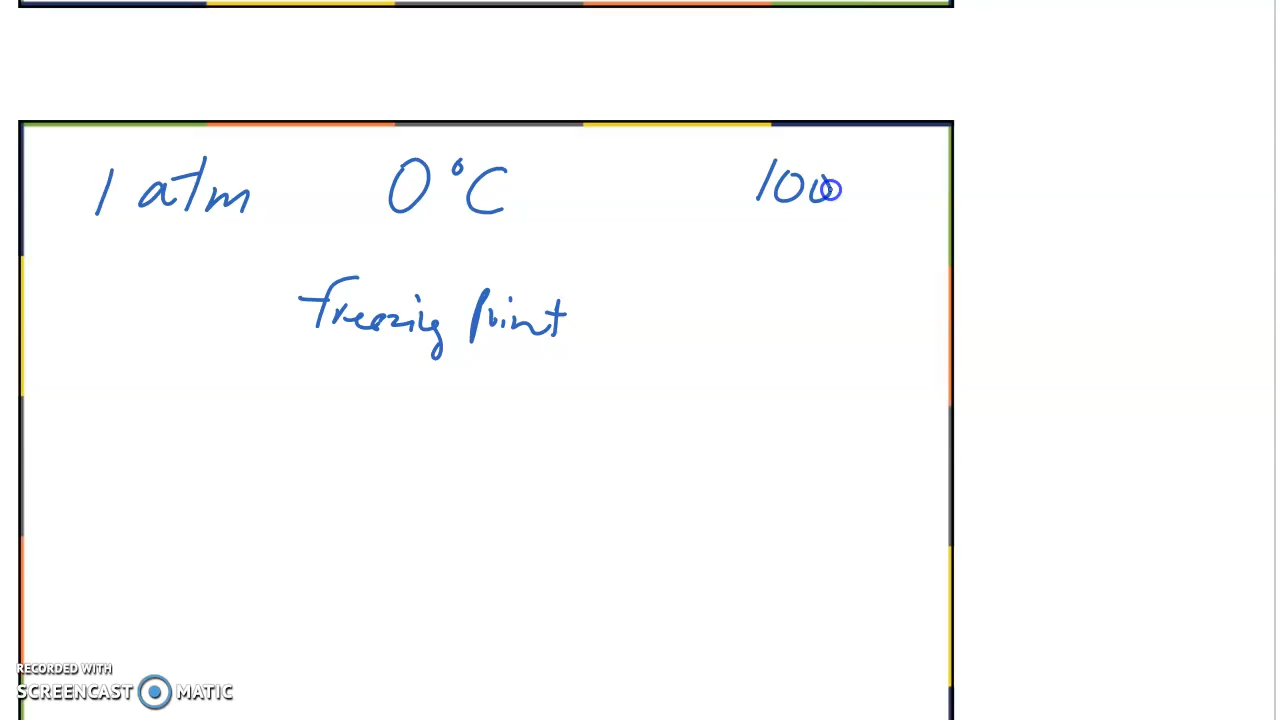 1 atm 0°C 100
freezing point
RECORDED WITH
SCREENCAST MATIC